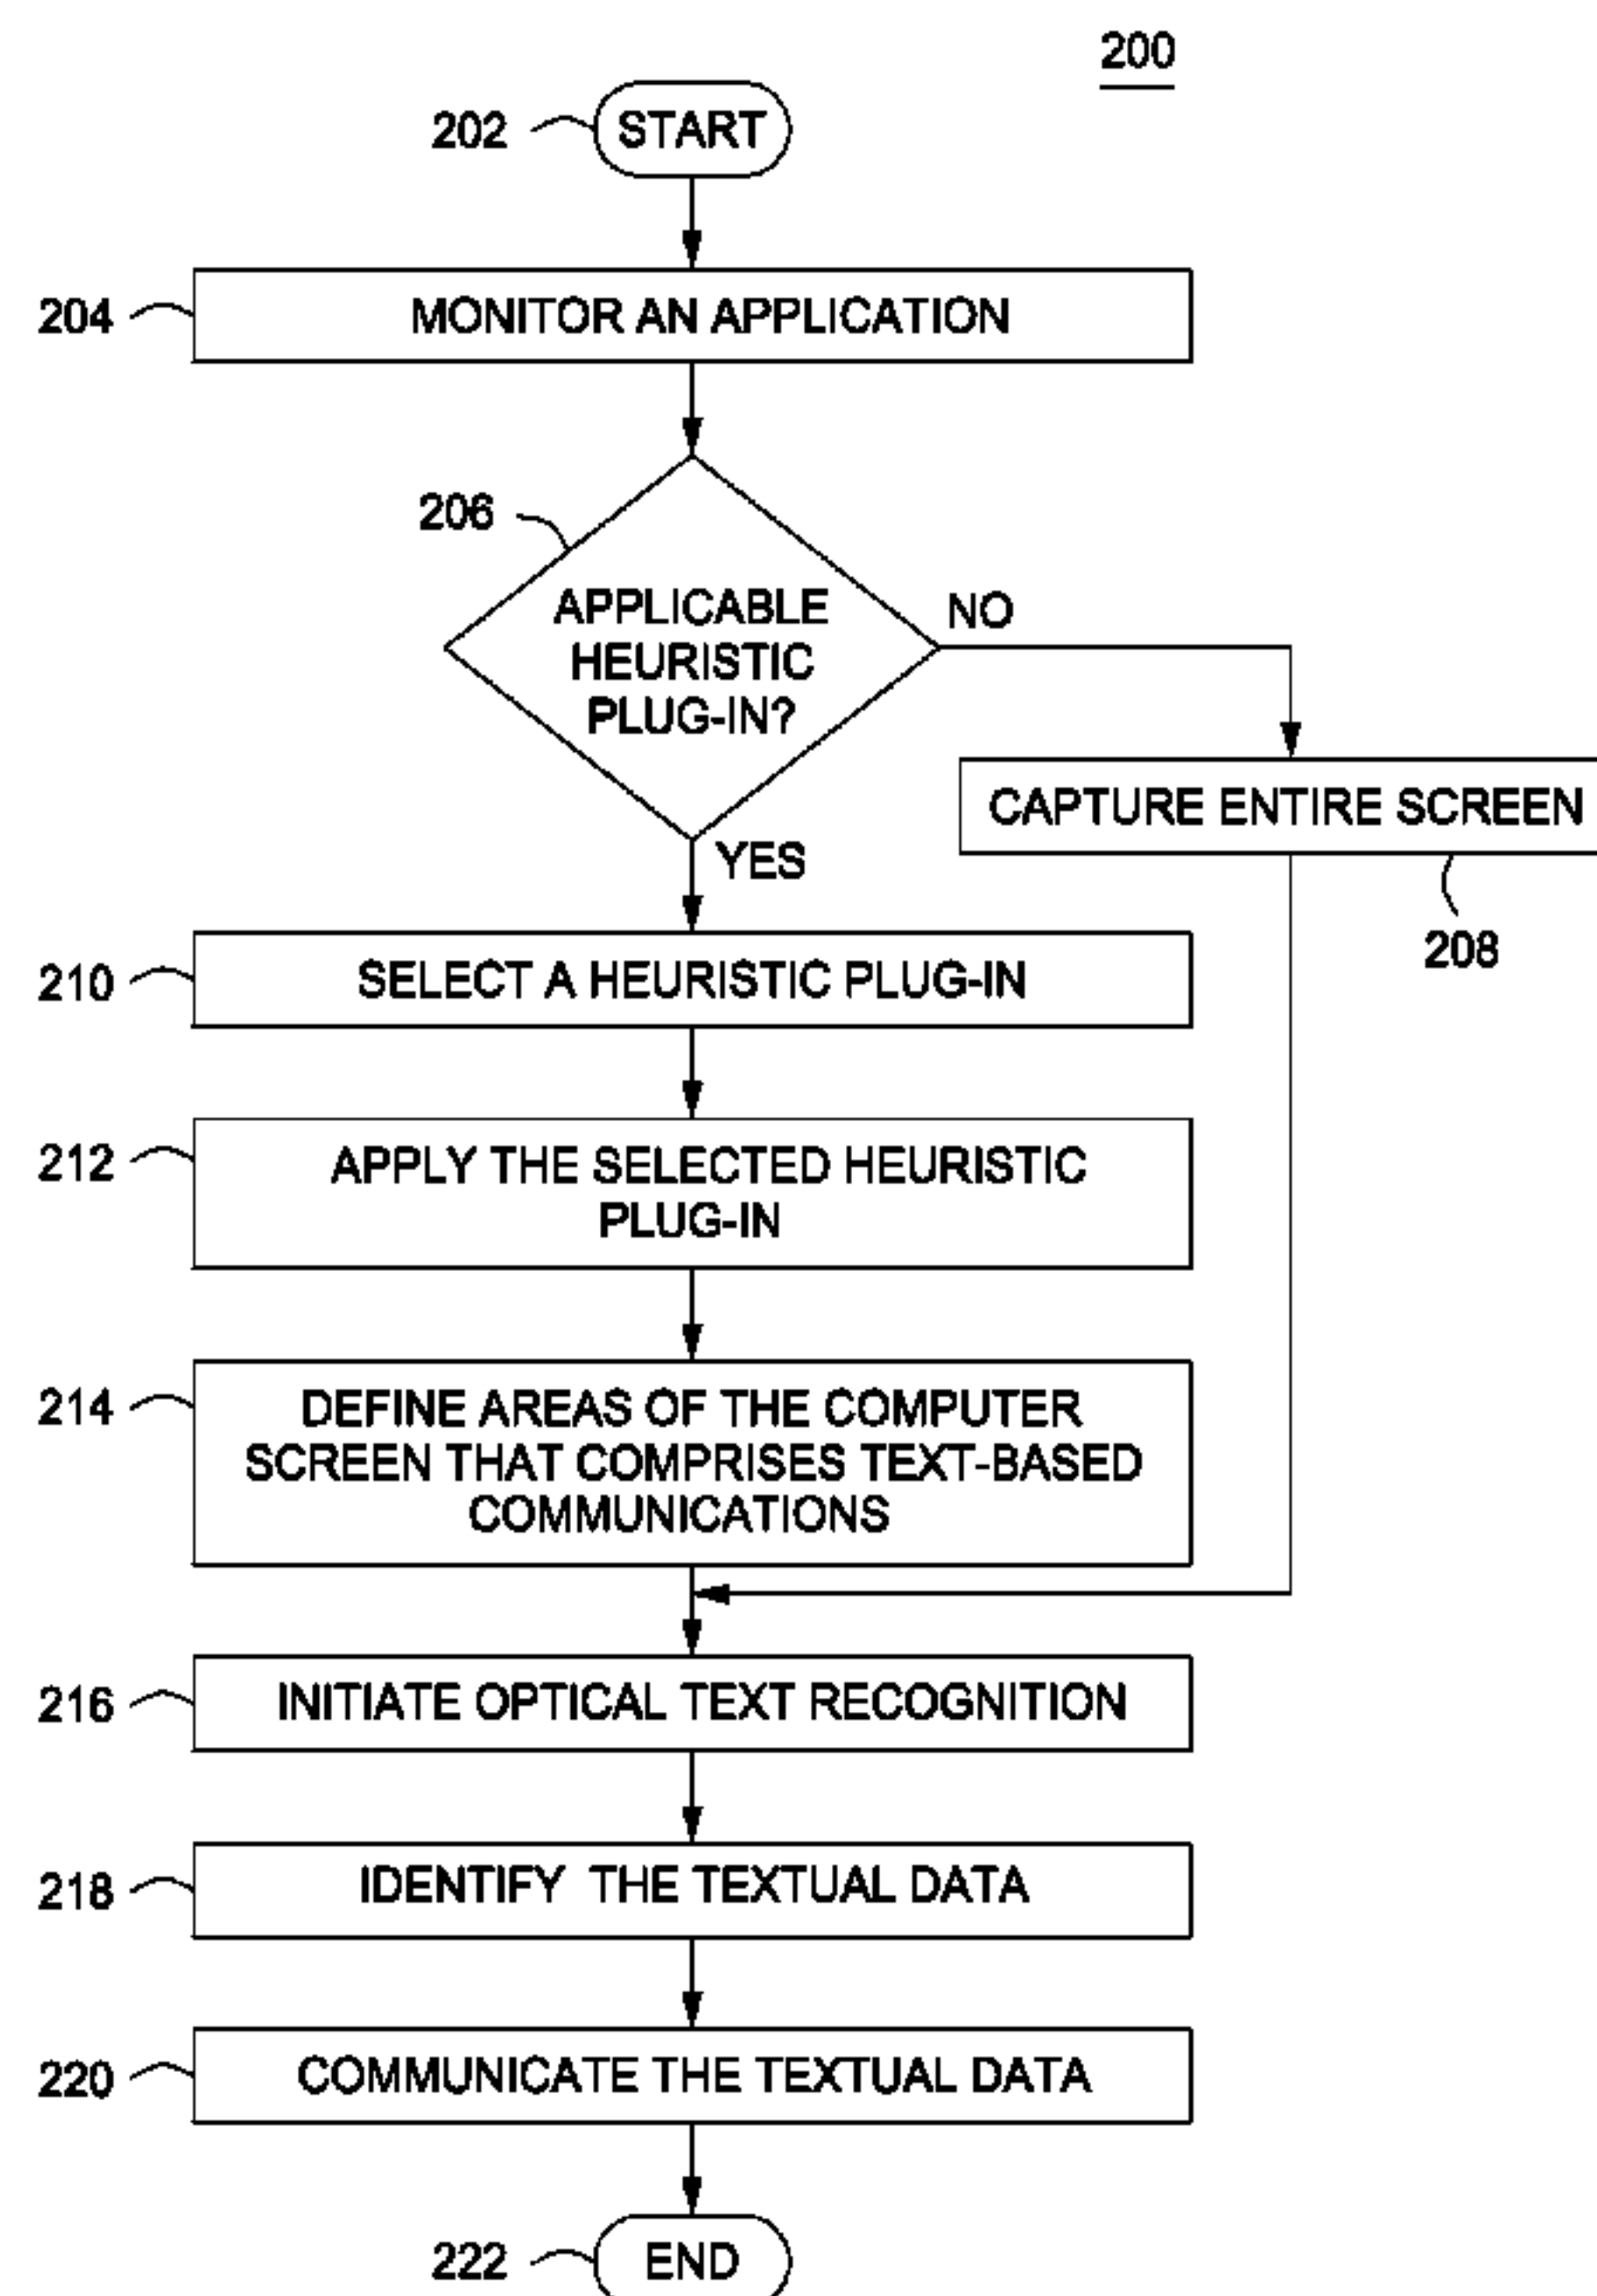 200
202
START
204
MONITOR AN APPLICATION
206
APPLICABLE
HEURISTIC
PLUG-IN?
NO
CAPTURE ENTIRE SCREEN
208
YES
210
SELECT A HEURISTIC PLUG-IN
212
APPLY THE SELECTED HEURISTIC
PLUG-IN
214
DEFINE AREAS OF THE COMPUTER
SCREEN THAT COMPRISES TEXT-BASED
COMMUNICATIONS
216
INITIATE OPTICAL TEXT RECOGNITION
218
IDENTIFY THE TEXTUAL DATA
220
COMMUNICATE THE TEXTUAL DATA
222
END